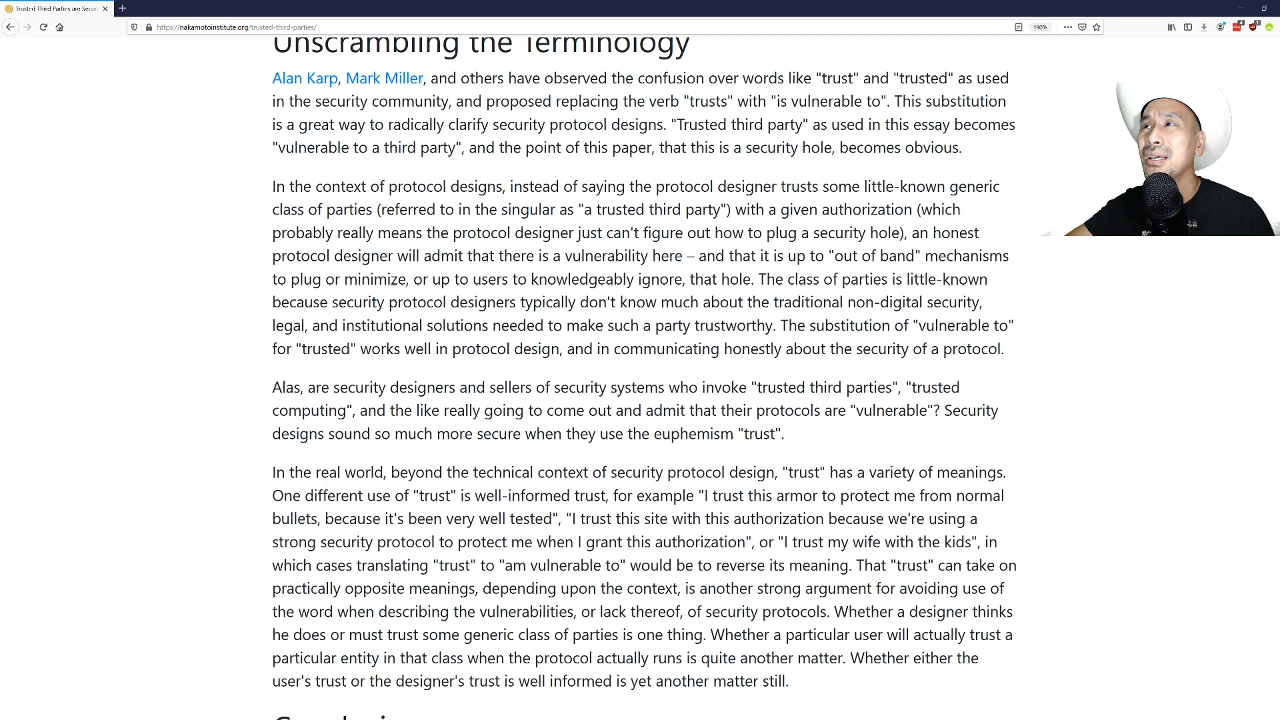 Trusted Third Parties are Securi
https://nakamotoinstitute.org/trusted-third-parties/
190%
Unscrambling the Terminology
Alan Karp, Mark Miller, and others have observed the confusion over words like "trust" and "trusted" as used
in the security community, and proposed replacing the verb "trusts" with "is vulnerable to". This substitution
is a great way to radically clarify security protocol designs. "Trusted third party" as used in this essay becomes
"vulnerable to a third party", and the point of this paper, that this is a security hole, becomes obvious.
In the context of protocol designs, instead of saying the protocol designer trusts some little-known generic
class of parties (referred to in the singular as "a trusted third party") with a given authorization (which
probably really means the protocol designer just can't figure out how to plug a security hole), an honest
protocol designer will admit that there is a vulnerability here – and that it is up to "out of band" mechanisms
to plug or minimize, or up to users to knowledgeably ignore, that hole. The class of parties is little-known
because security protocol designers typically don't know much about the traditional non-digital security,
legal, and institutional solutions needed to make such a party trustworthy. The substitution of "vulnerable to"
for "trusted" works well in protocol design, and in communicating honestly about the security of a protocol.
Alas, are security designers and sellers of security systems who invoke "trusted third parties", "trusted
computing", and the like really going to come out and admit that their protocols are "vulnerable"? Security
designs sound so much more secure when they use the euphemism "trust".
In the real world, beyond the technical context of security protocol design, "trust" has a variety of meanings.
One different use of "trust" is well-informed trust, for example "I trust this armor to protect me from normal
bullets, because it's been very well tested", "I trust this site with this authorization because we're using a
strong security protocol to protect me when I grant this authorization", or "I trust my wife with the kids", in
which cases translating "trust" to "am vulnerable to" would be to reverse its meaning. That "trust" can take on
practically opposite meanings, depending upon the context, is another strong argument for avoiding use of
the word when describing the vulnerabilities, or lack thereof, of security protocols. Whether a designer thinks
he does or must trust some generic class of parties is one thing. Whether a particular user will actually trust a
particular entity in that class when the protocol actually runs is quite another matter. Whether either the
user's trust or the designer's trust is well informed is yet another matter still.